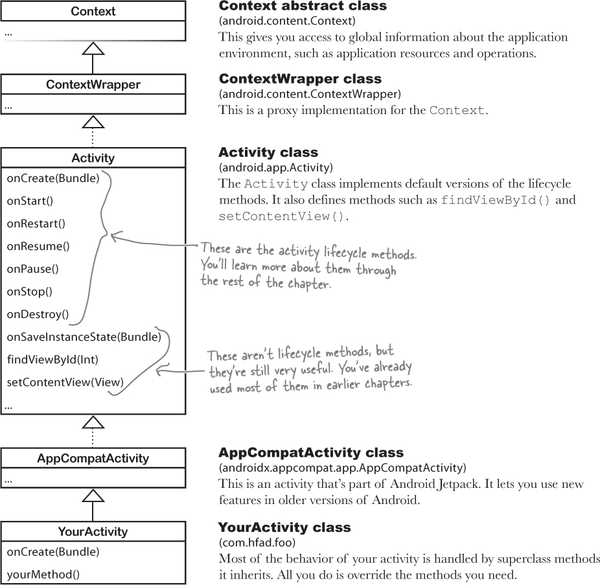 Context
...
Context abstract class
(android.content.Context)
This gives you access to global information about the application
environment, such as application resources and operations.
ContextWrapper
...
ContextWrapper class
(android.content.ContextWrapper)
This is a proxy implementation for the Context.
Activity
onCreate(Bundle)
onStart()
onRestart()
onResume()
onPause()
onStop()
onDestroy()
onSaveInstanceState(Bundle)
findViewById(Int)
setContentView(View)
...
Activity class
(android.app.Activity)
The Activity class implements default versions of the lifecycle
methods. It also defines methods such as findViewById() and
setContentView().
These are the activity lifecycle methods.
You'll learn more about them through
the rest of the chapter.
These aren't lifecycle methods, but
they're still very useful. You've already
used most of them in earlier chapters.
AppCompatActivity
...
AppCompatActivity class
(androidx.appcompat.app.AppCompatActivity)
This is an activity that's part of Android Jetpack. It lets you use new
features in older versions of Android.
YourActivity
onCreate(Bundle)
yourMethod()
YourActivity class
(com.hfad.foo)
Most of the behavior of your activity is handled by superclass methods
it inherits. All you do is override the methods you need.